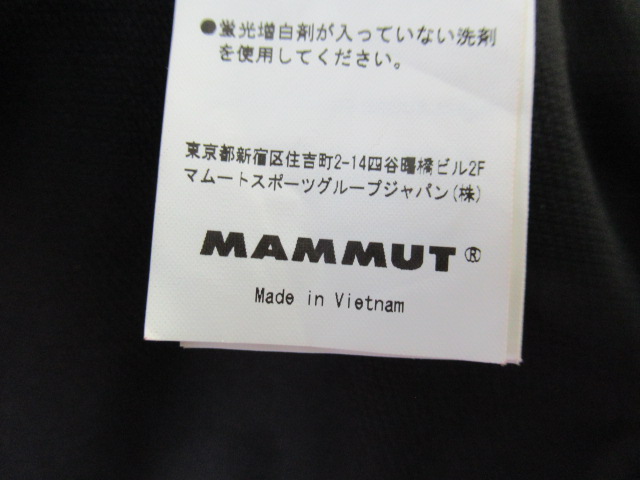 ●蛍光増白剤が入っていない洗剤
を使用してください。
東京都新宿区住吉町2-14四谷曙橋ビル2F
マムートスポーツグループジャパン(株)
MAMMUT®
Made in Vietnam